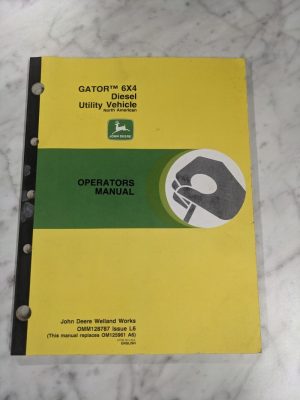 GATOR™ 6X4
Diesel
Utility Vehicle
North American
JOHN DEERE
OPERATORS
MANUAL
John Deere Welland Works
OMM128787 Issue L6
(This manual replaces OM125961 A6)
ENGLISH